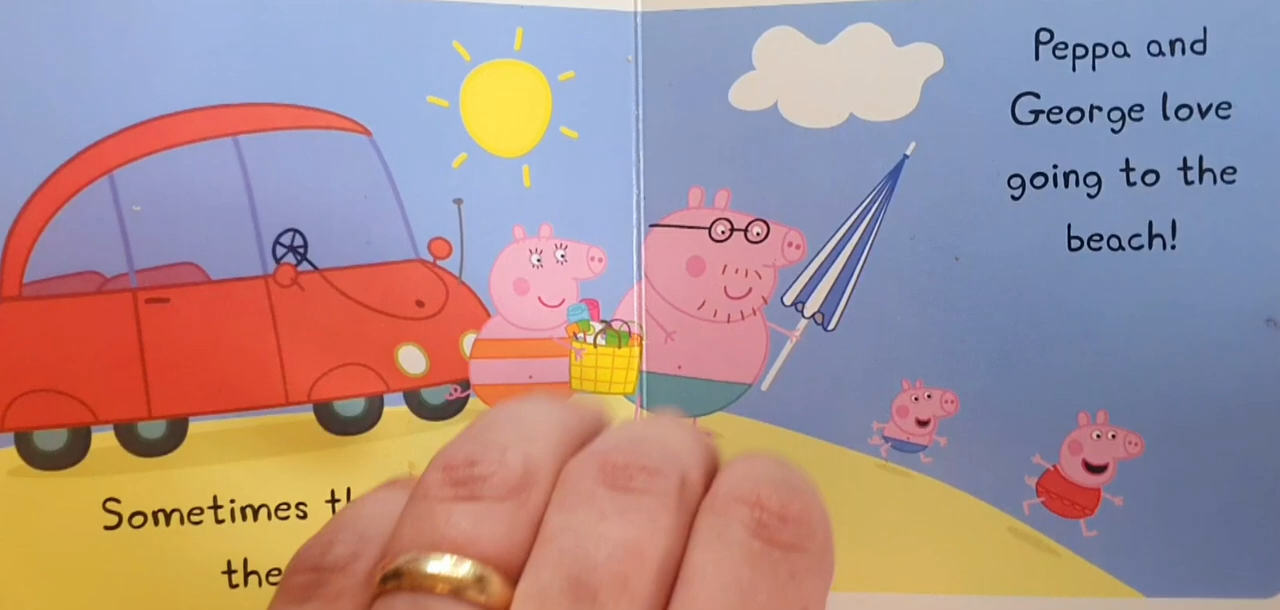 Sometimes
the
Peppa and
George love
going to the
beach!